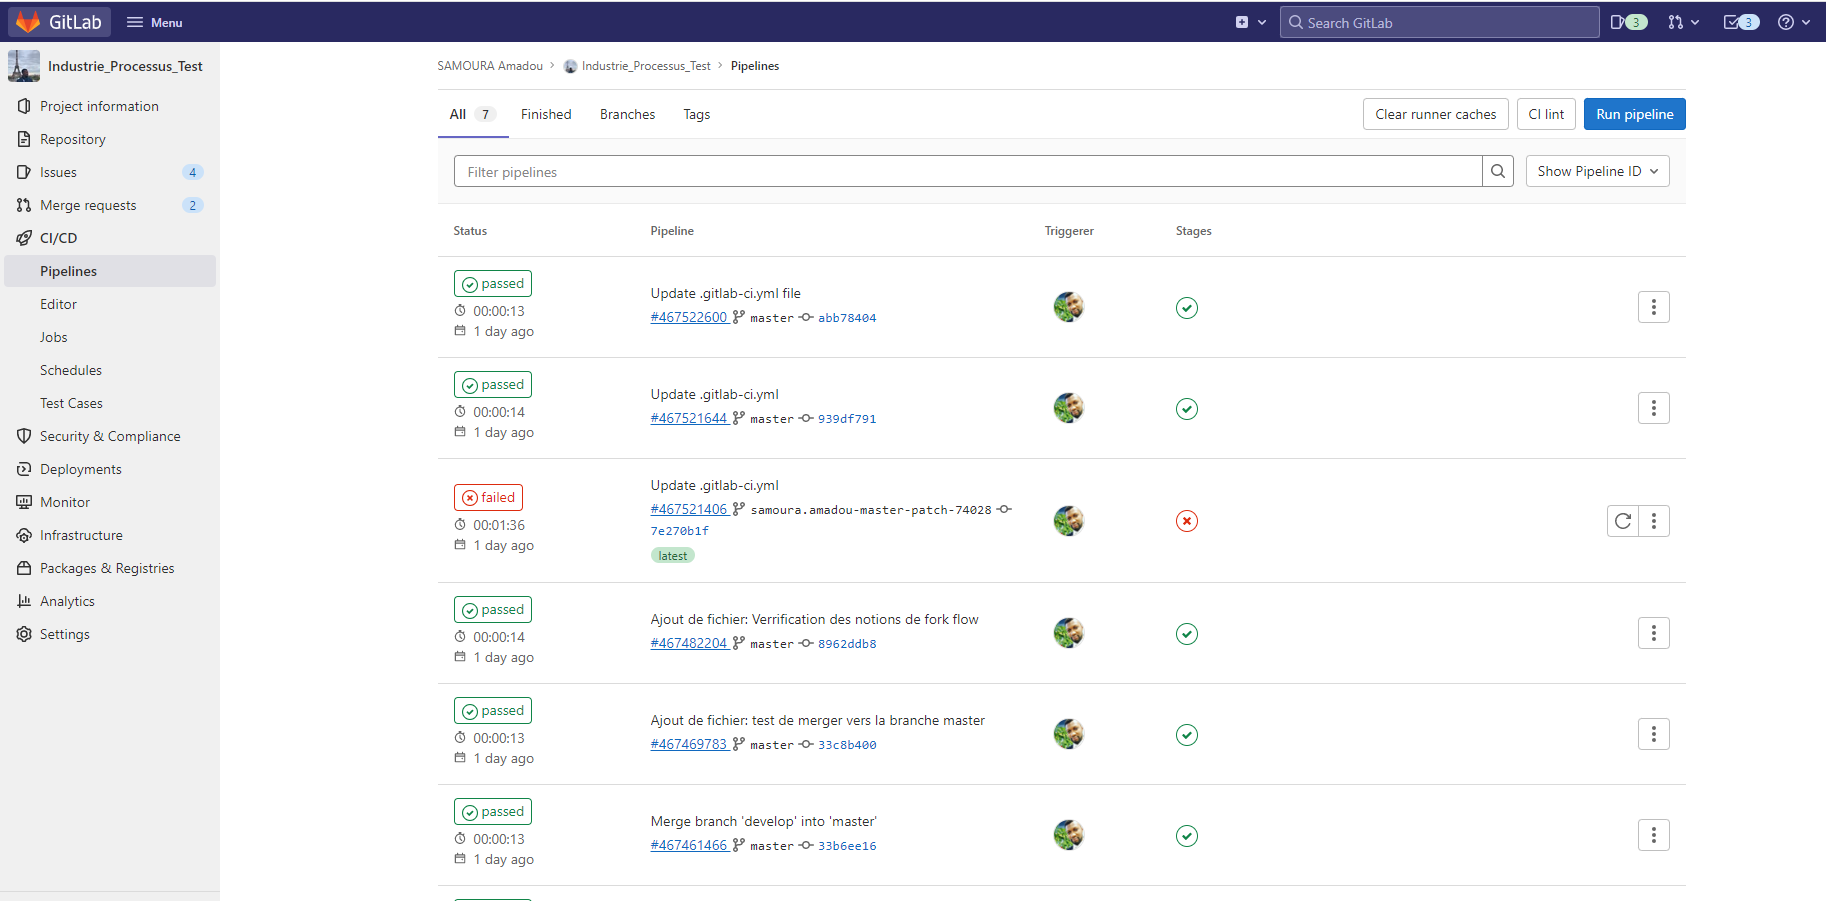 GitLab Menu Search GitLab 3 3
Industrie_Processus_Test
Project information
Repository
Issues 4
Merge requests 2
CI/CD
Pipelines
Editor
Jobs
Schedules
Test Cases
Security & Compliance
Deployments
Monitor
Infrastructure
Packages & Registries
Analytics
Settings
SAMOURA Amadou › Industrie_Processus_Test › Pipelines
All 7 Finished Branches Tags Clear runner caches CI lint Run pipeline
Filter pipelines Show Pipeline ID
Status Pipeline Triggerer Stages
passed
00:00:13
1 day ago
Update .gitlab-ci.yml file
#467522600 master abb78404
passed
00:00:14
1 day ago
Update .gitlab-ci.yml
#467521644 master 939df791
failed
00:01:36
1 day ago
Update .gitlab-ci.yml
#467521406 samoura.amadou-master-patch-74028
7e270b1f
latest
passed
00:00:14
1 day ago
Ajout de fichier: Verrification des notions de fork flow
#467482204 master 8962ddb8
passed
00:00:13
1 day ago
Ajout de fichier: test de merger vers la branche master
#467469783 master 33c8b400
passed
00:00:13
1 day ago
Merge branch 'develop' into 'master'
#467461466 master 33b6ee16